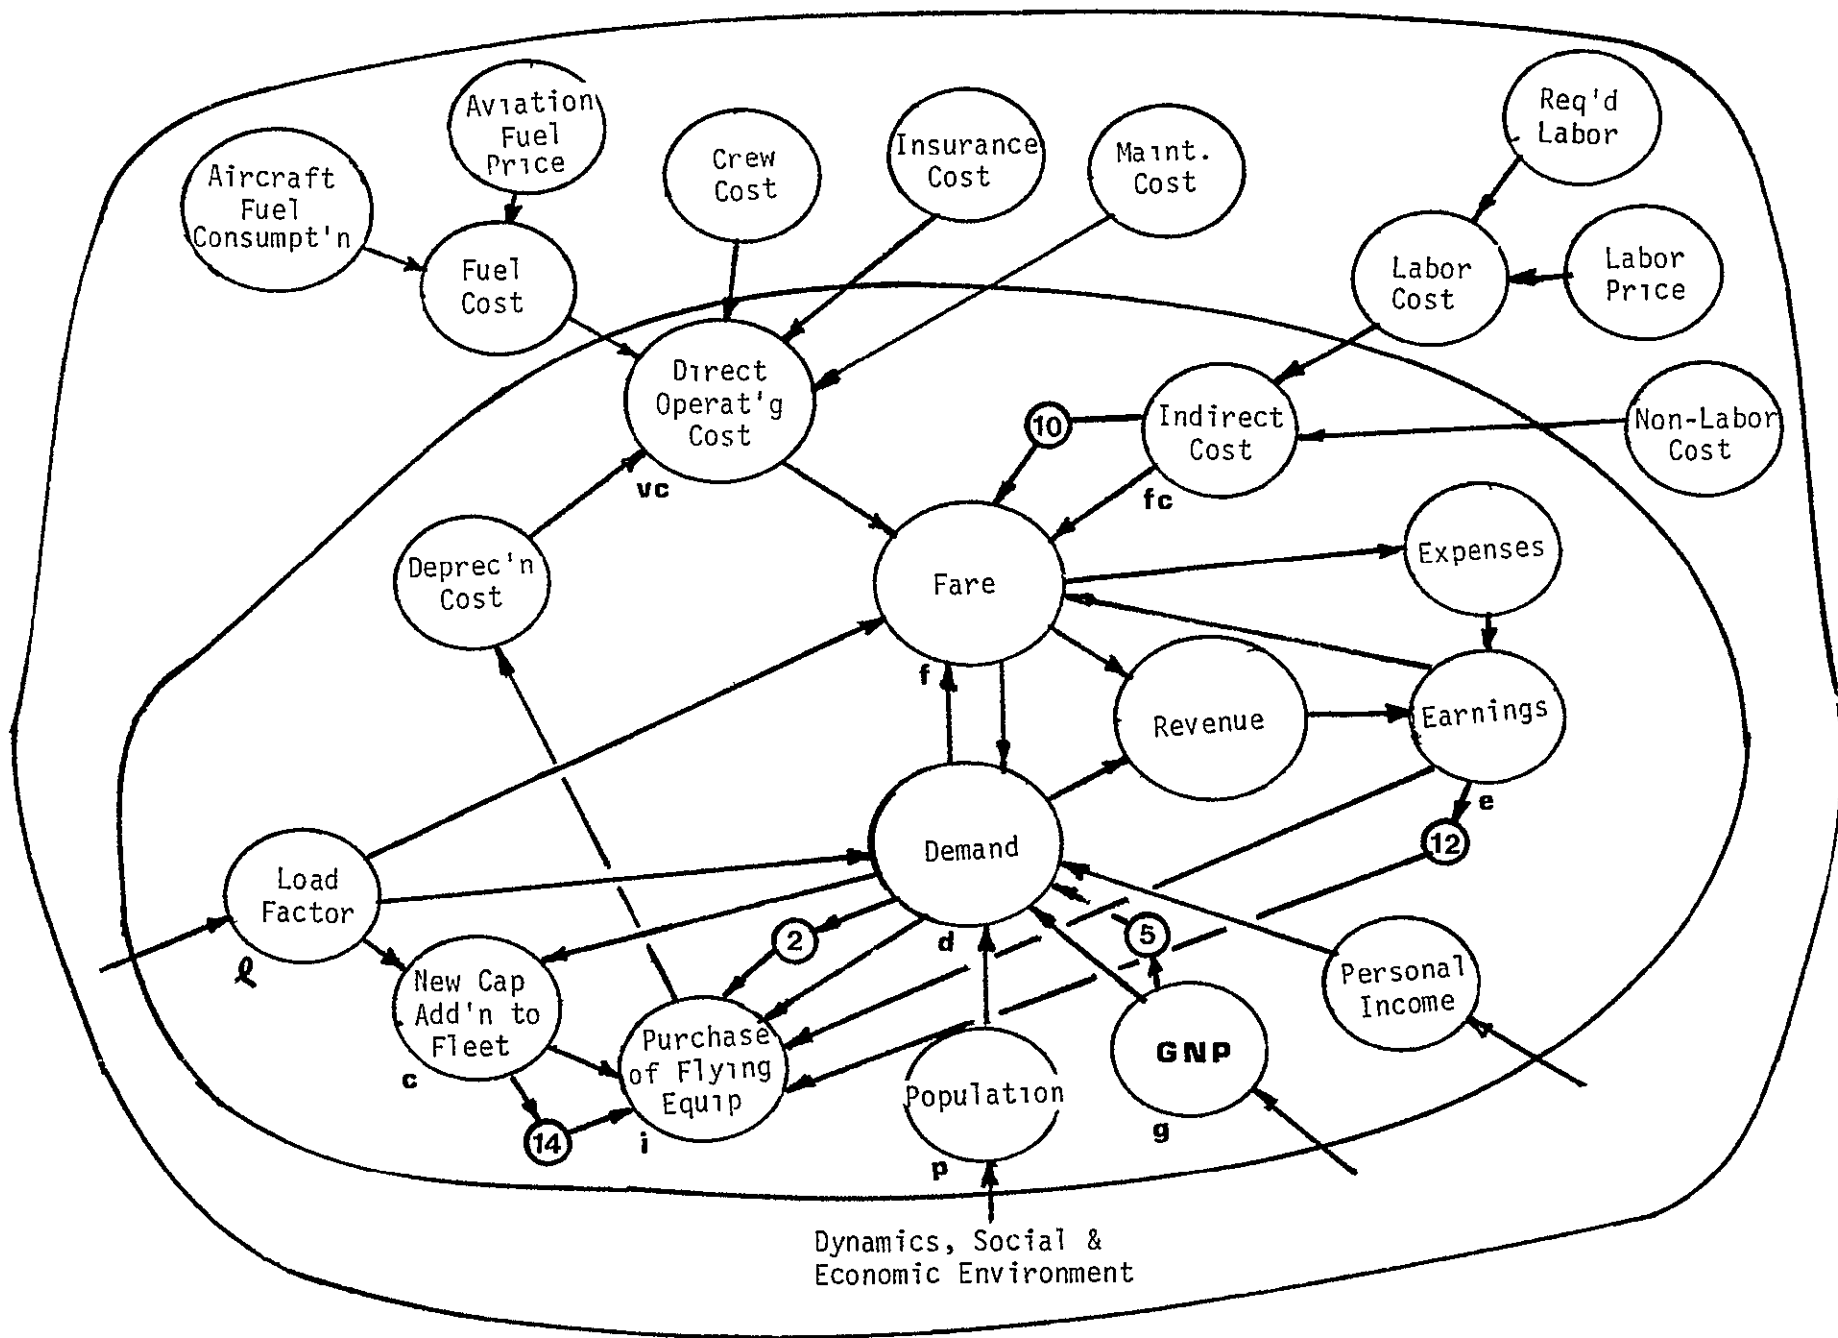 Aviation
Fuel
Price
Req'd
Labor
Aircraft
Fuel
Consumpt'n
Crew
Cost
Insurance
Cost
Maint.
Cost
Fuel
Cost
Labor
Cost
Labor
Price
Direct
Operat'g
Cost
vc
10
Indirect
Cost
fc
Non-Labor
Cost
Deprec'n
Cost
Fare
f
Expenses
Revenue
Earnings
e
12
Load
Factor
l
Demand
d
2
5
Personal
Income
New Cap
Add'n to
Fleet
c
14
Purchase
of Flying
Equip
i
Population
p
GNP
g
Dynamics, Social &
Economic Environment